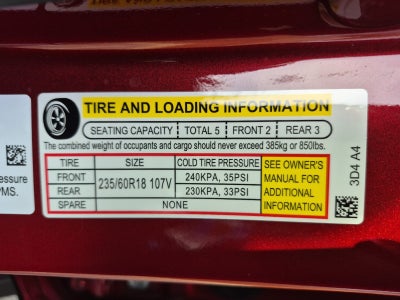 TIRE AND LOADING INFORMATION
SEATING CAPACITY TOTAL 5 FRONT 2 REAR 3
The combined weight of occupants and cargo should never exceed 385kg or 850lbs.
TIRE SIZE COLD TIRE PRESSURE
FRONT 235/60R18 107V 240KPA, 35PSI
REAR 230KPA, 33PSI
SPARE NONE
SEE OWNER'S
MANUAL FOR
ADDITIONAL
INFORMATION
3D4 A4
essure
PMS.